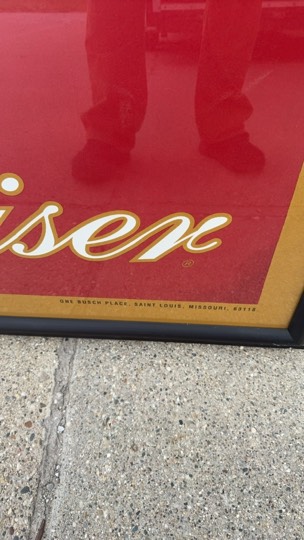 iser®
ONE BUSCH PLACE, SAINT LOUIS, MISSOURI, 63118